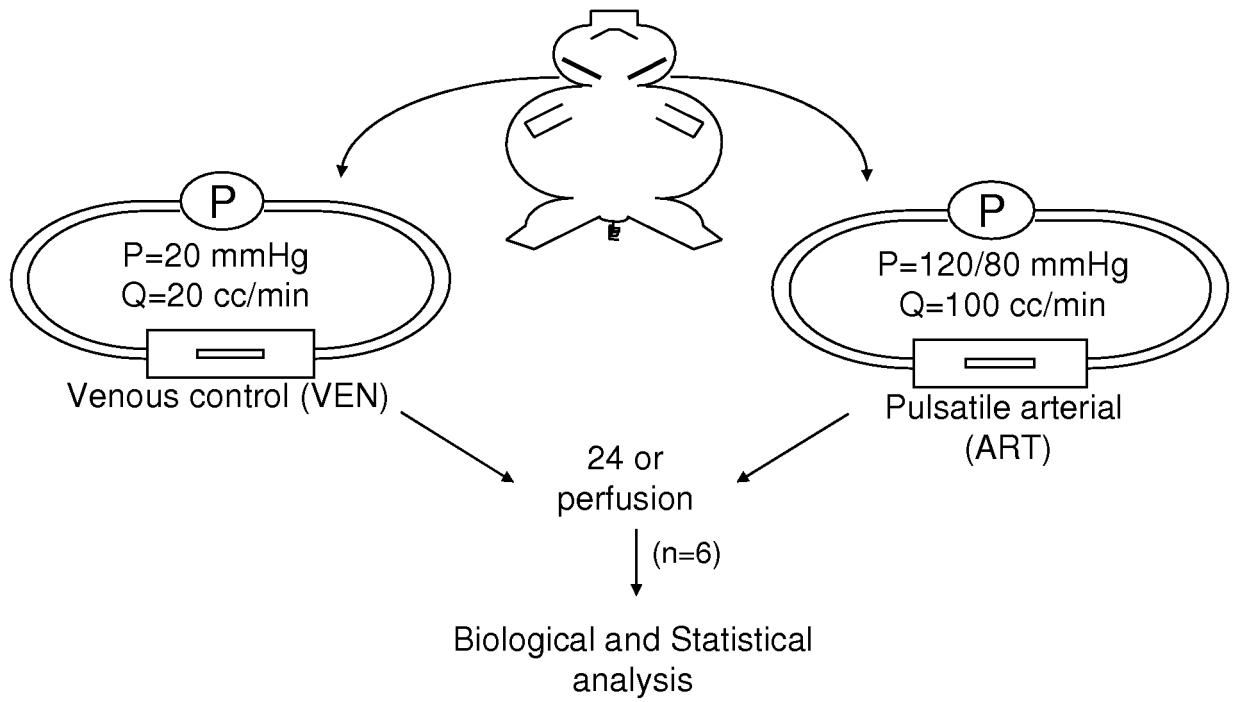 P
P=20 mmHg
Q=20 cc/min
Venous control (VEN)
P
P=120/80 mmHg
Q=100 cc/min
Pulsatile arterial
(ART)
24 or
perfusion
(n=6)
Biological and Statistical
analysis